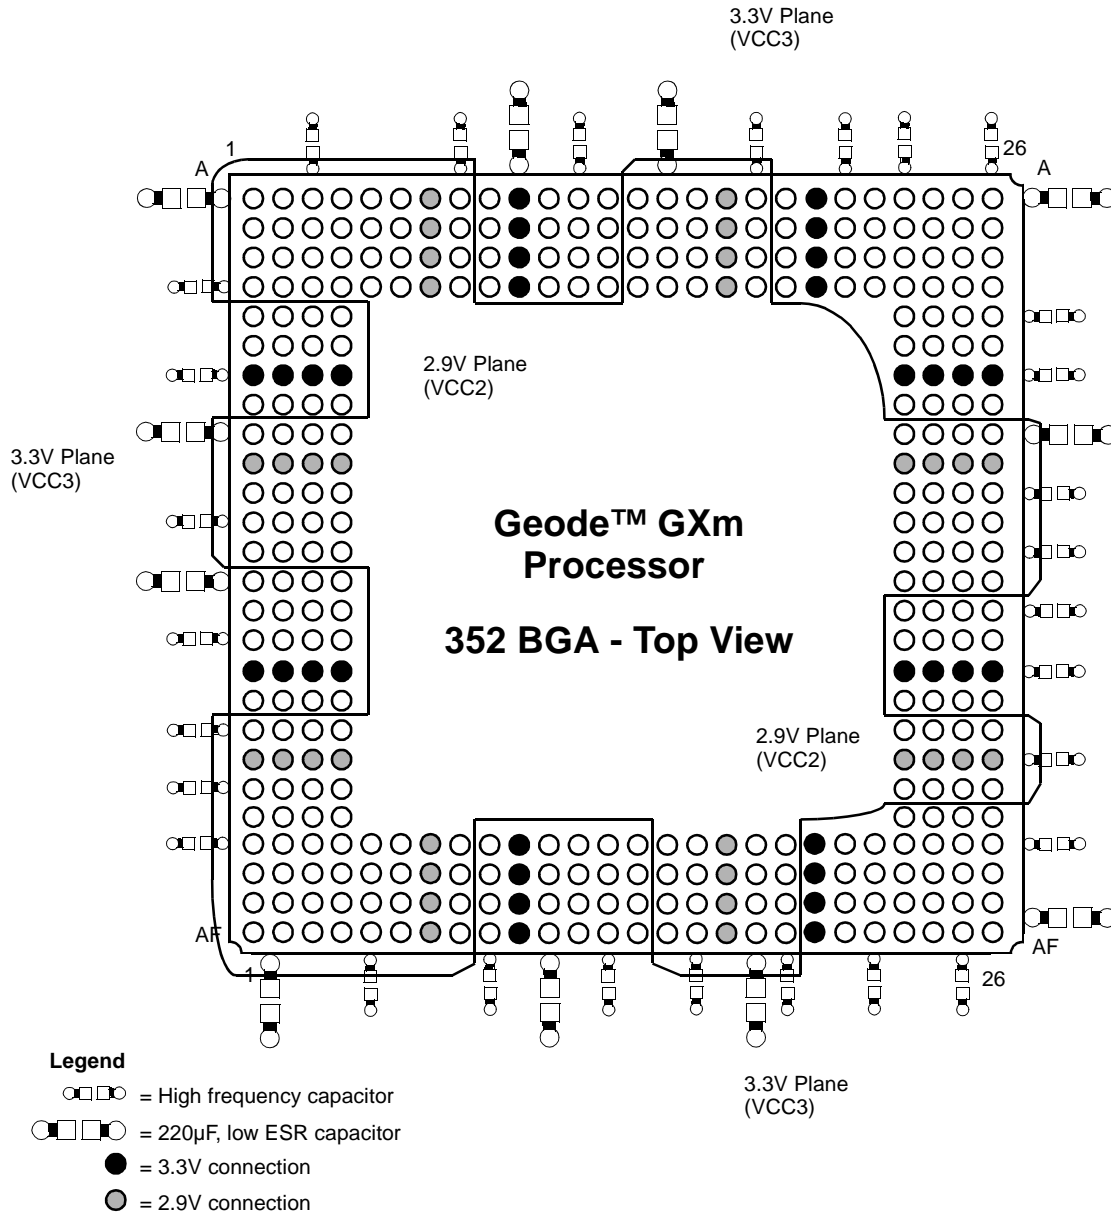 3.3V Plane
(VCC3)
1
26
A
A
2.9V Plane
(VCC2)
3.3V Plane
(VCC3)
Geode™ GXm
Processor
352 BGA - Top View
2.9V Plane
(VCC2)
AF
AF
1
26
Legend
= High frequency capacitor
= 220µF, low ESR capacitor
= 3.3V connection
= 2.9V connection
3.3V Plane
(VCC3)